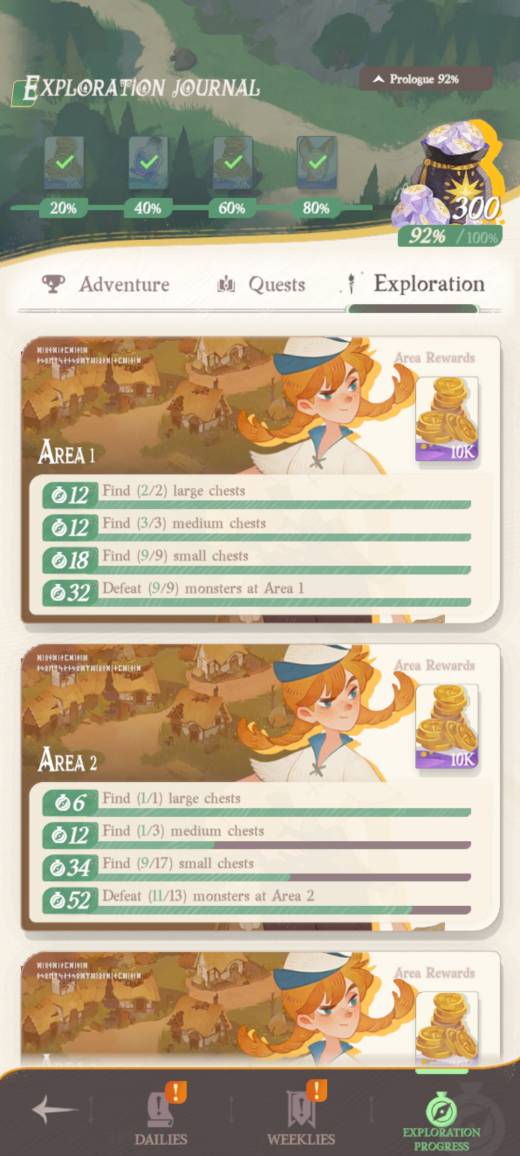 EXPLORATION JOURNAL
Prologue 92%
20%
40%
60%
80%
300
92% / 100%
Adventure
Quests
Exploration
Area Rewards
10K
AREA 1
12 Find (2/2) large chests
12 Find (3/3) medium chests
18 Find (9/9) small chests
32 Defeat (9/9) monsters at Area 1
Area Rewards
10K
AREA 2
6 Find (1/1) large chests
12 Find (1/3) medium chests
34 Find (9/17) small chests
52 Defeat (11/13) monsters at Area 2
Area Rewards
DAILIES
WEEKLIES
EXPLORATION
PROGRESS